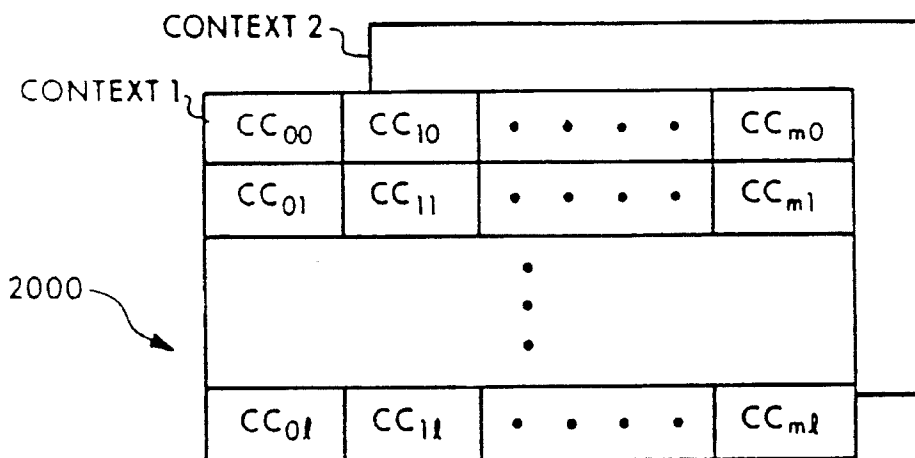 CONTEXT 2
CONTEXT 1
CC₀₀ CC₁₀ • • • • CCₘ₀
CC₀₁ CC₁₁ • • • • CCₘ₁
2000
CC₀ℓ CC₁ℓ • • • • CCₘℓ